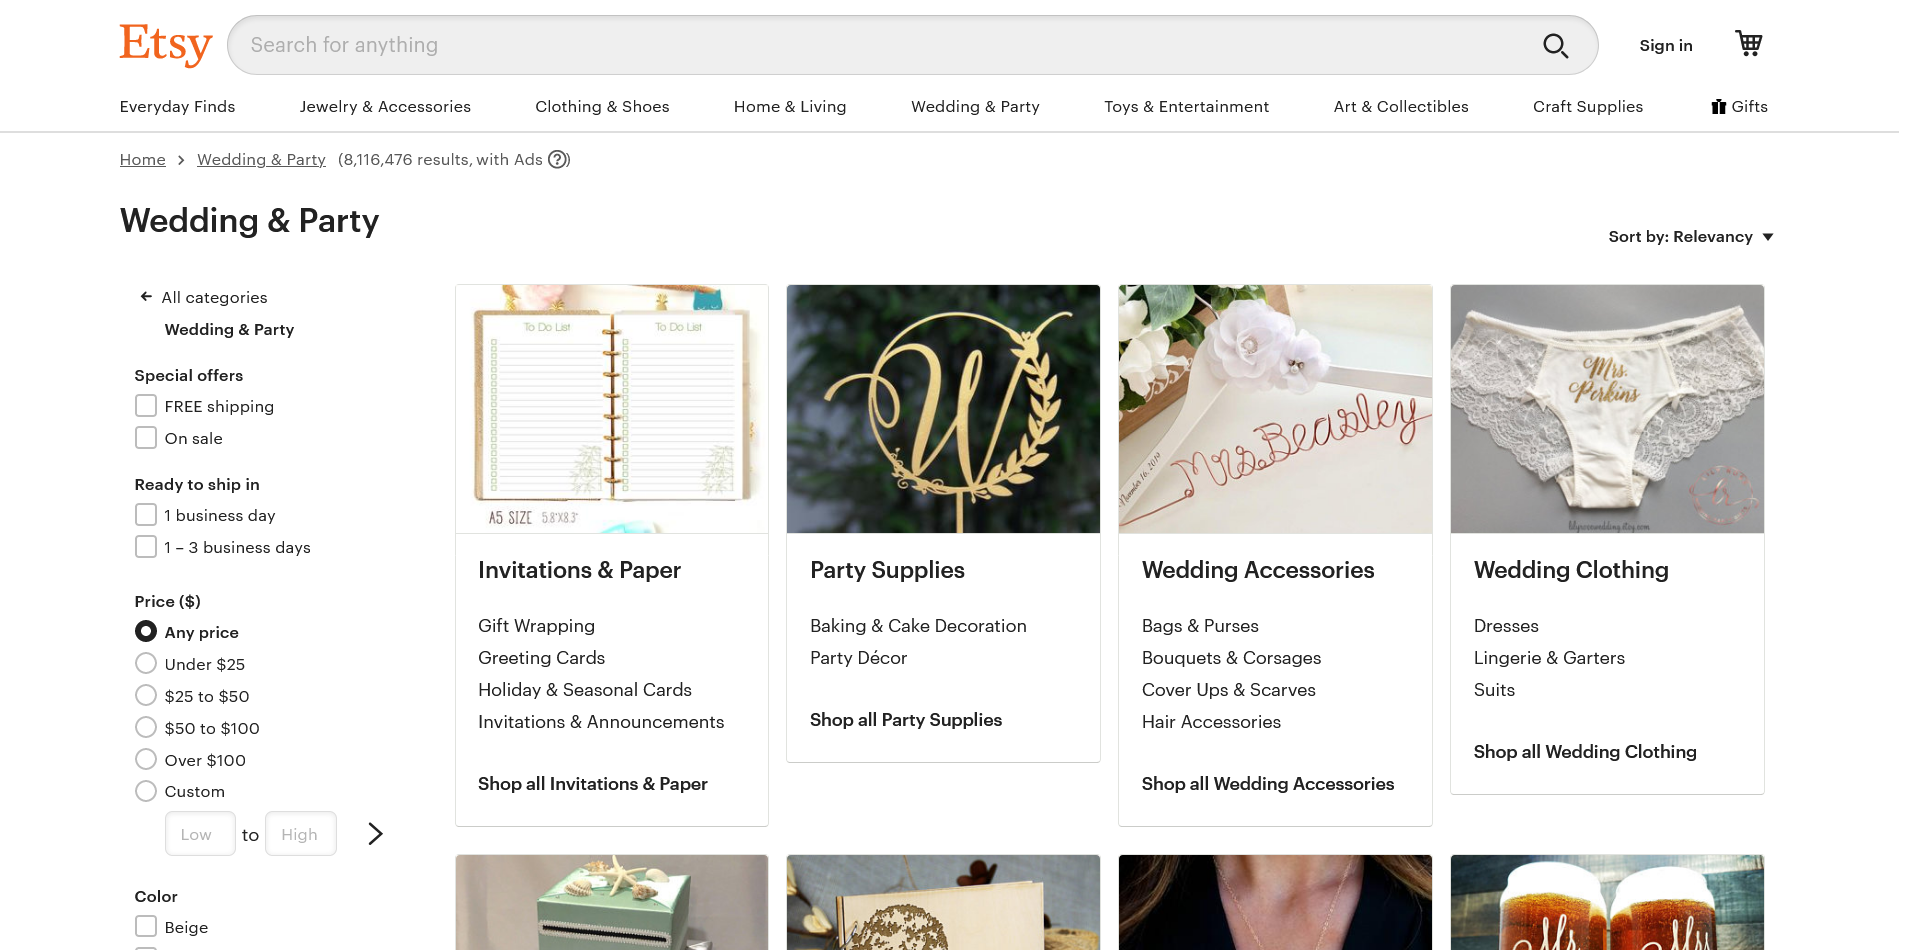 Etsy
Search for anything
Sign in
Everyday Finds
Jewelry & Accessories
Clothing & Shoes
Home & Living
Wedding & Party
Toys & Entertainment
Art & Collectibles
Craft Supplies
Gifts
Home
Wedding & Party
(8,116,476 results, with Ads ?)
Wedding & Party
Sort by: Relevancy
All categories
Wedding & Party
Special offers
FREE shipping
On sale
Ready to ship in
1 business day
1 – 3 business days
Price ($)
Any price
Under $25
$25 to $50
$50 to $100
Over $100
Custom
Low to High
Color
Beige
To Do List
To Do List
A5 SIZE 5.8"X8.3"
Invitations & Paper
Gift Wrapping
Greeting Cards
Holiday & Seasonal Cards
Invitations & Announcements
Shop all Invitations & Paper
W
Party Supplies
Baking & Cake Decoration
Party Décor
Shop all Party Supplies
Mrs. Beasley
November 16, 2019
Wedding Accessories
Bags & Purses
Bouquets & Corsages
Cover Ups & Scarves
Hair Accessories
Shop all Wedding Accessories
Mrs.
Perkins
Wedding Clothing
Dresses
Lingerie & Garters
Suits
Shop all Wedding Clothing
Mr.
Mrs